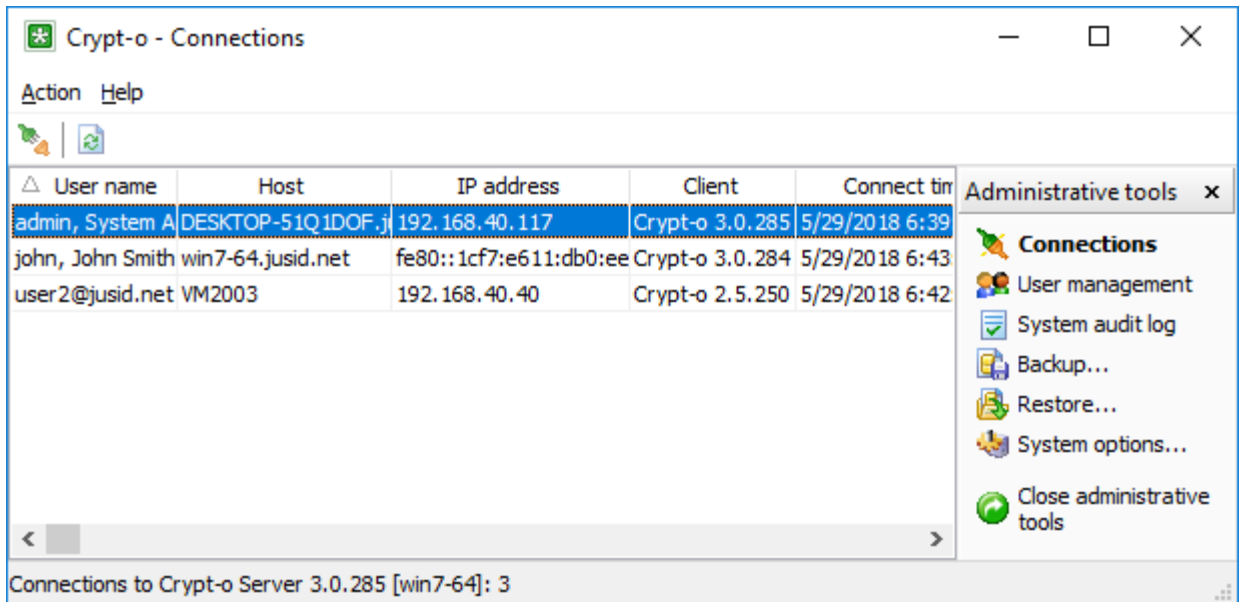 Crypt-o - Connections
Action Help
User name Host IP address Client Connect tim
admin, System A DESKTOP-51Q1DOF.j 192.168.40.117 Crypt-o 3.0.285 5/29/2018 6:39
john, John Smith win7-64.jusid.net fe80::1cf7:e611:db0:ee Crypt-o 3.0.284 5/29/2018 6:43
user2@jusid.net VM2003 192.168.40.40 Crypt-o 2.5.250 5/29/2018 6:42
Administrative tools
Connections
User management
System audit log
Backup...
Restore...
System options...
Close administrative
tools
Connections to Crypt-o Server 3.0.285 [win7-64]: 3